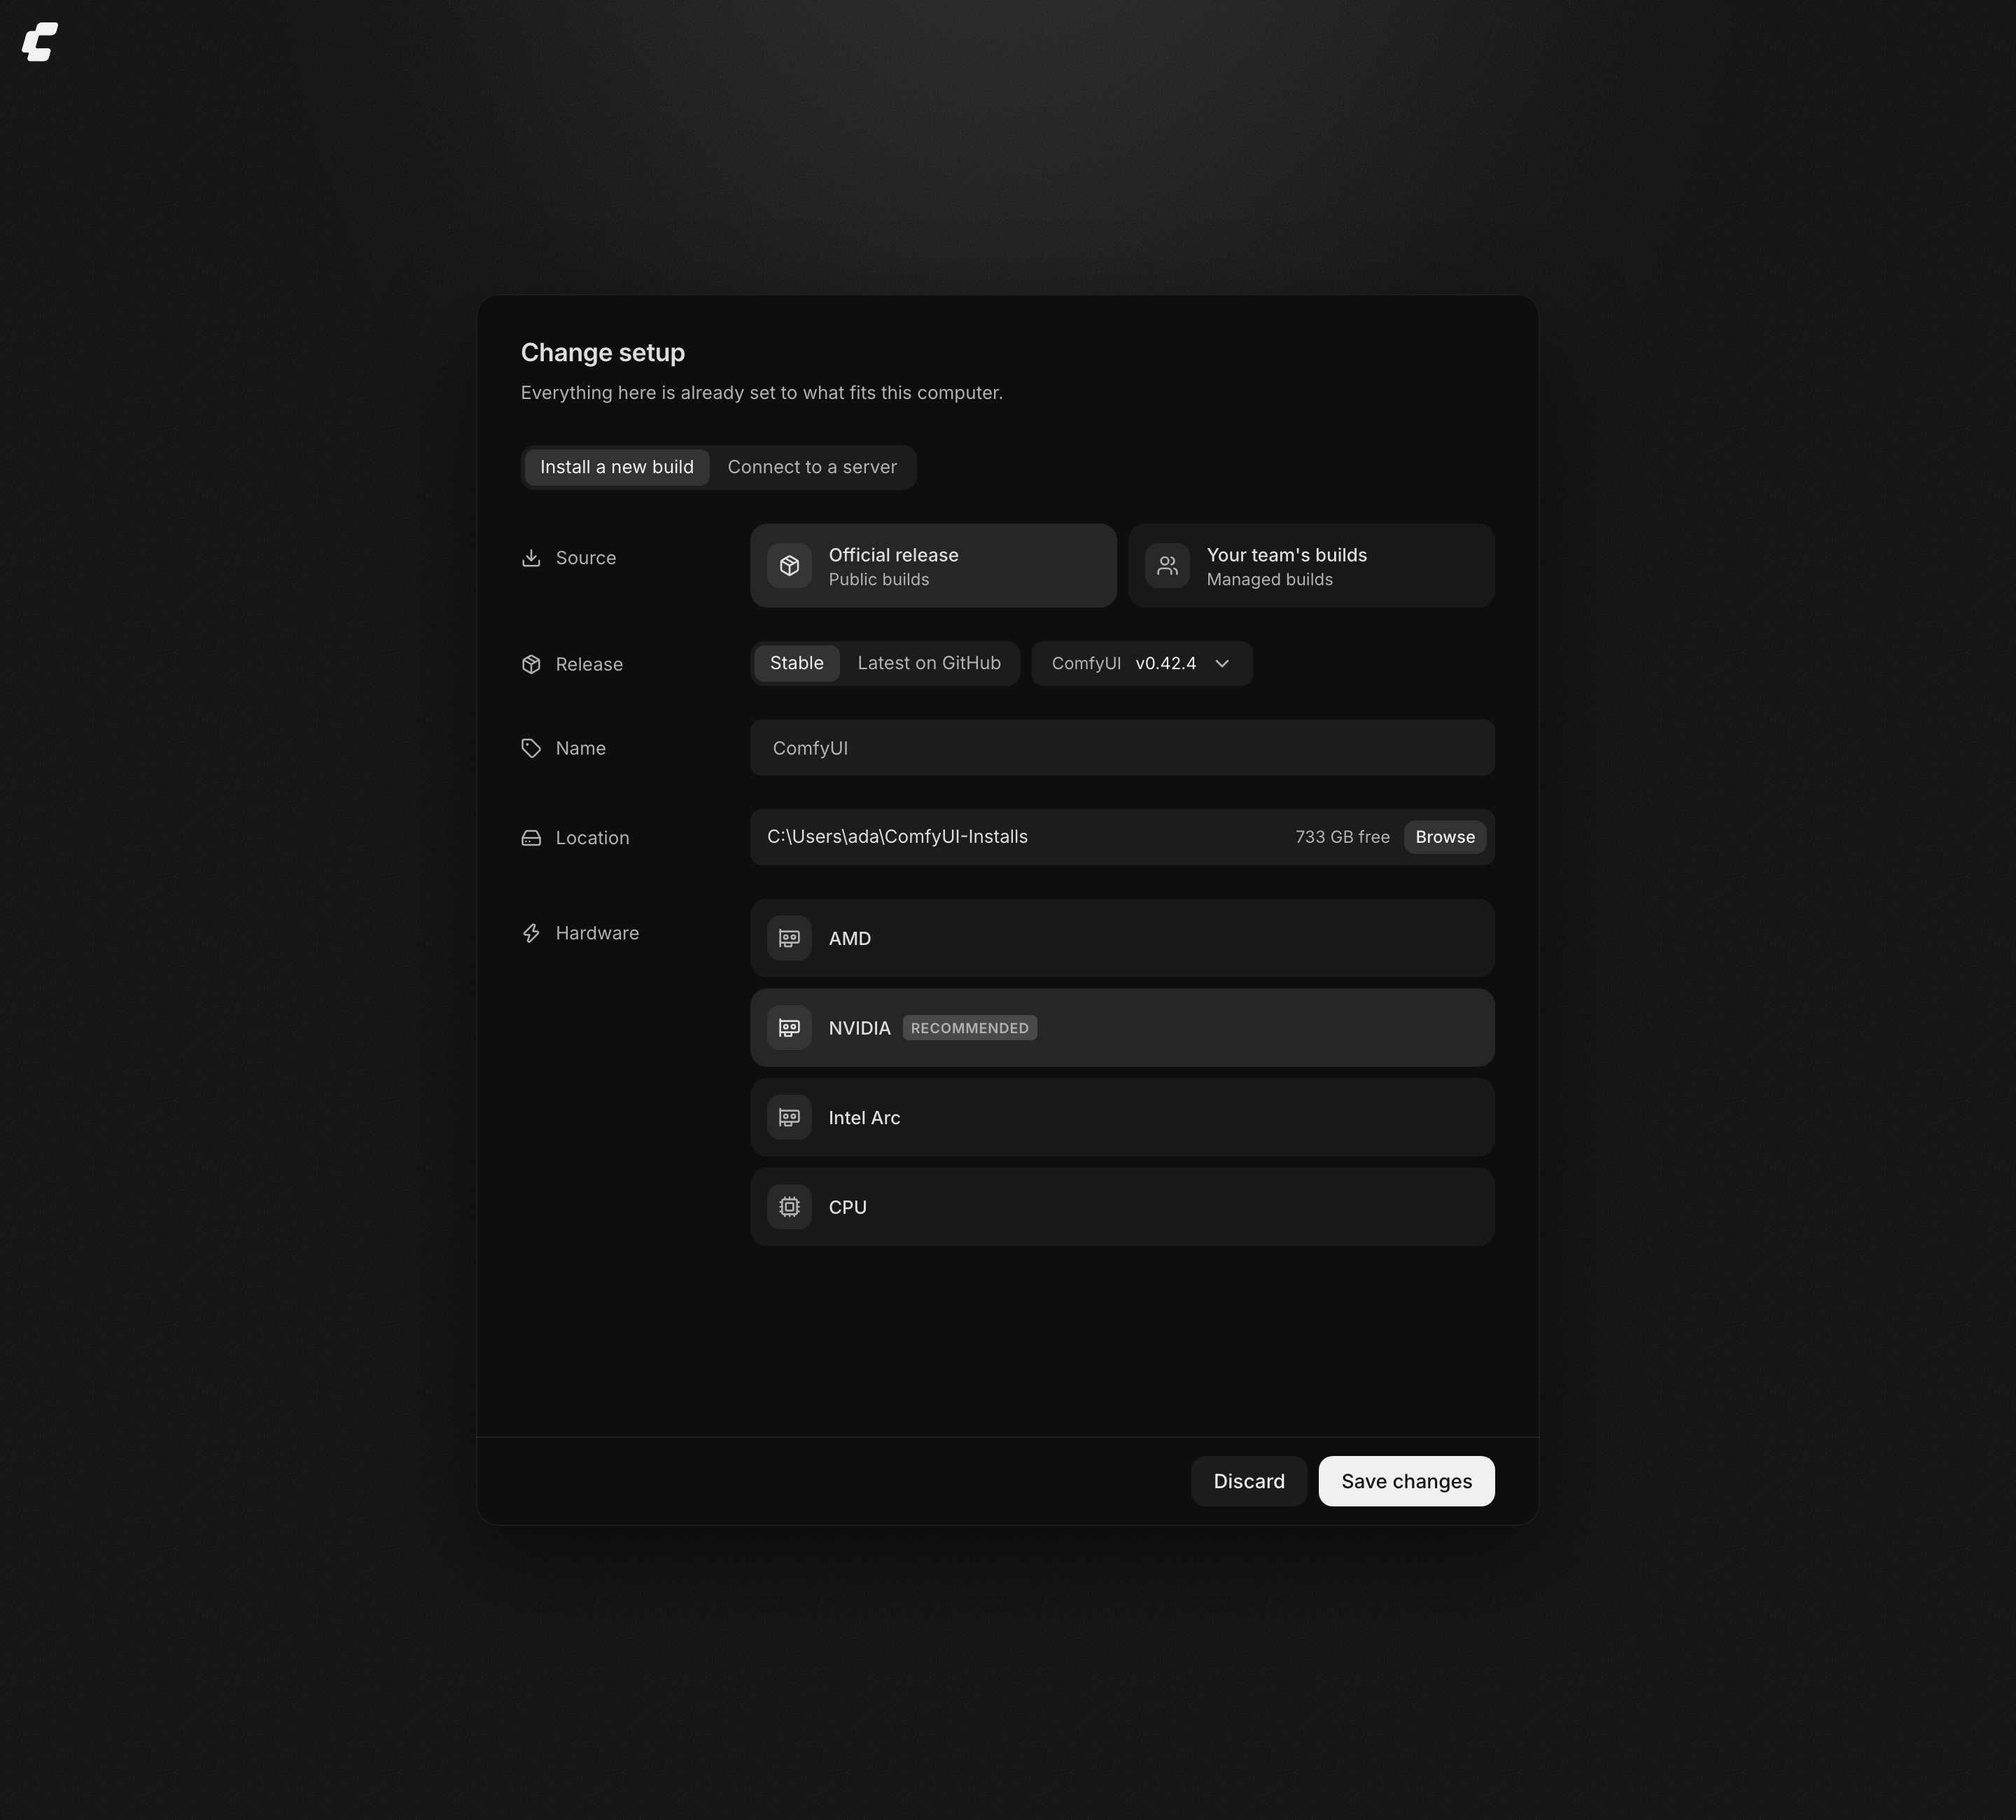 Change setup
Everything here is already set to what fits this computer.
Install a new build
Connect to a server
Source
Official release
Public builds
Your team's builds
Managed builds
Release
Stable
Latest on GitHub
ComfyUI v0.42.4
Name
ComfyUI
Location
C:\Users\ada\ComfyUI-Installs
733 GB free
Browse
Hardware
AMD
NVIDIA
RECOMMENDED
Intel Arc
CPU
Discard
Save changes